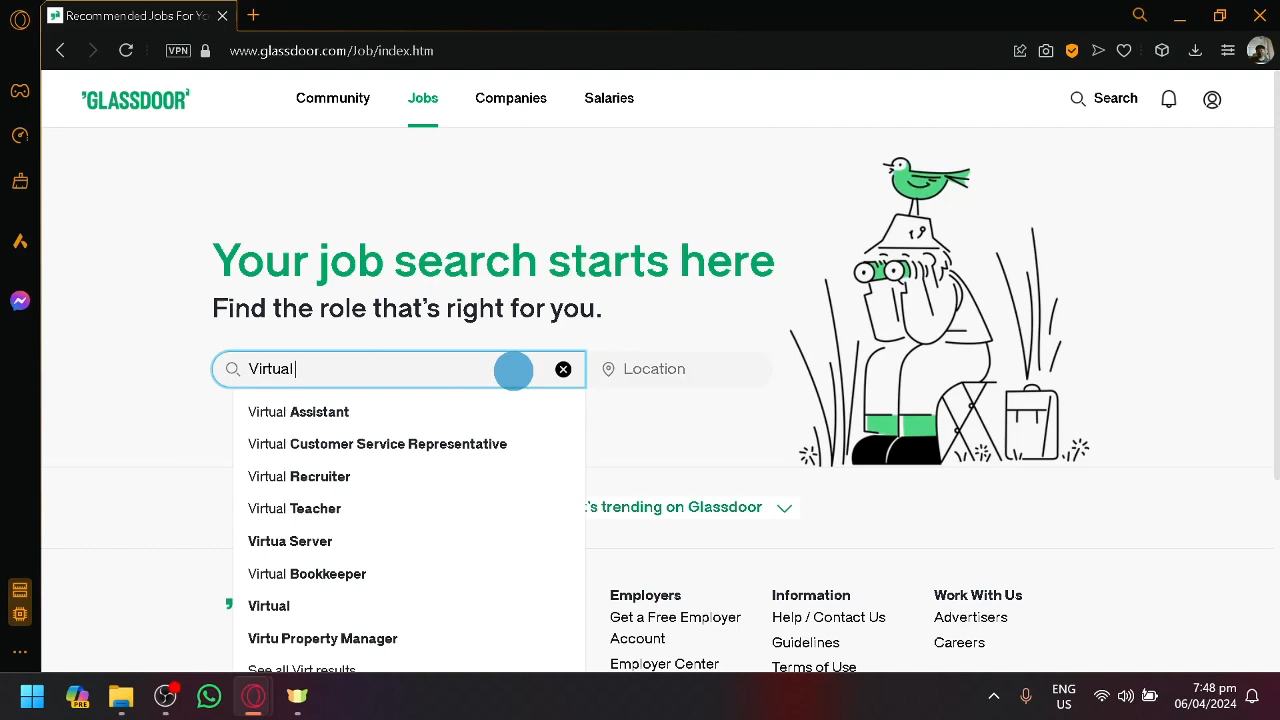 Recommended Jobs For Yo
VPN
www.glassdoor.com/Job/index.htm
GLASSDOOR
Community
Jobs
Companies
Salaries
Search
Your job search starts here
Find the role that's right for you.
Virtual
Location
Virtual Assistant
Virtual Customer Service Representative
Virtual Recruiter
Virtual Teacher
Virtua Server
Virtual Bookkeeper
Virtual
Virtu Property Manager
See all Virt results
's trending on Glassdoor
Employers
Get a Free Employer
Account
Employer Center
Information
Help / Contact Us
Guidelines
Terms of Use
Work With Us
Advertisers
Careers
PRE
ENG
US
7:48 pm
06/04/2024